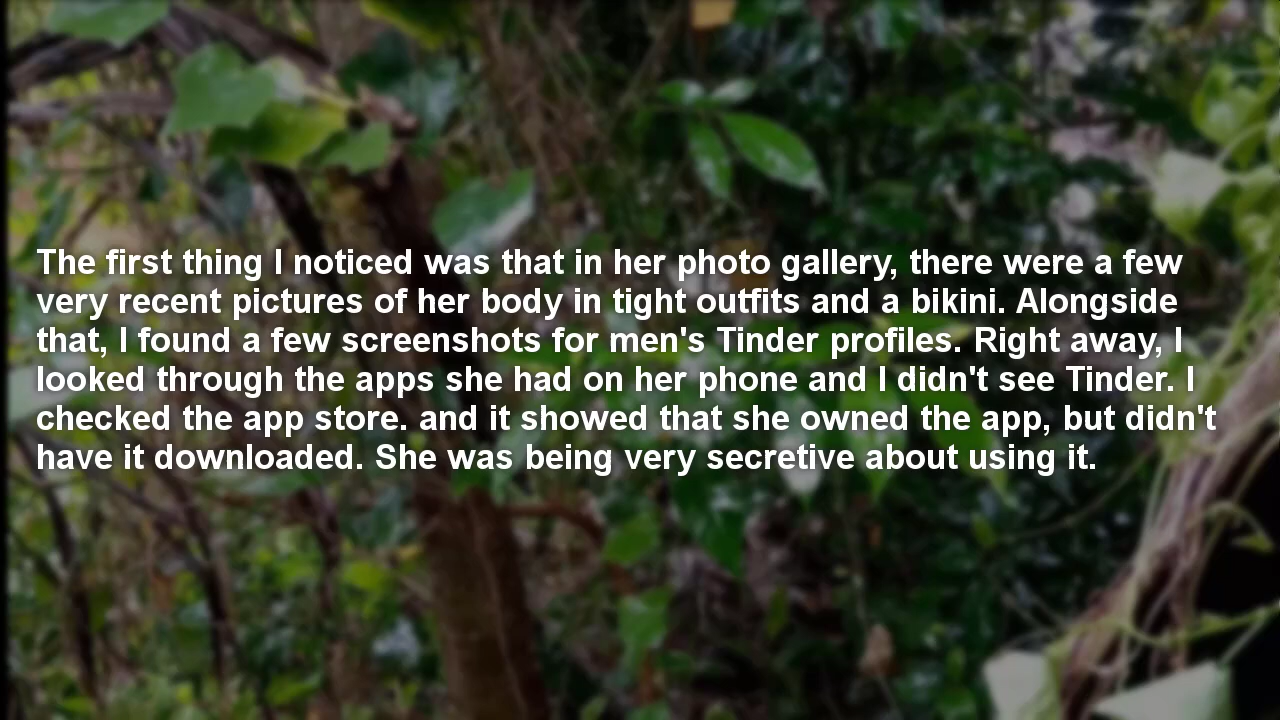 The first thing I noticed was that in her photo gallery, there were a few
very recent pictures of her body in tight outfits and a bikini. Alongside
that, I found a few screenshots for men's Tinder profiles. Right away, I
looked through the apps she had on her phone and I didn't see Tinder. I
checked the app store. and it showed that she owned the app, but didn't
have it downloaded. She was being very secretive about using it.